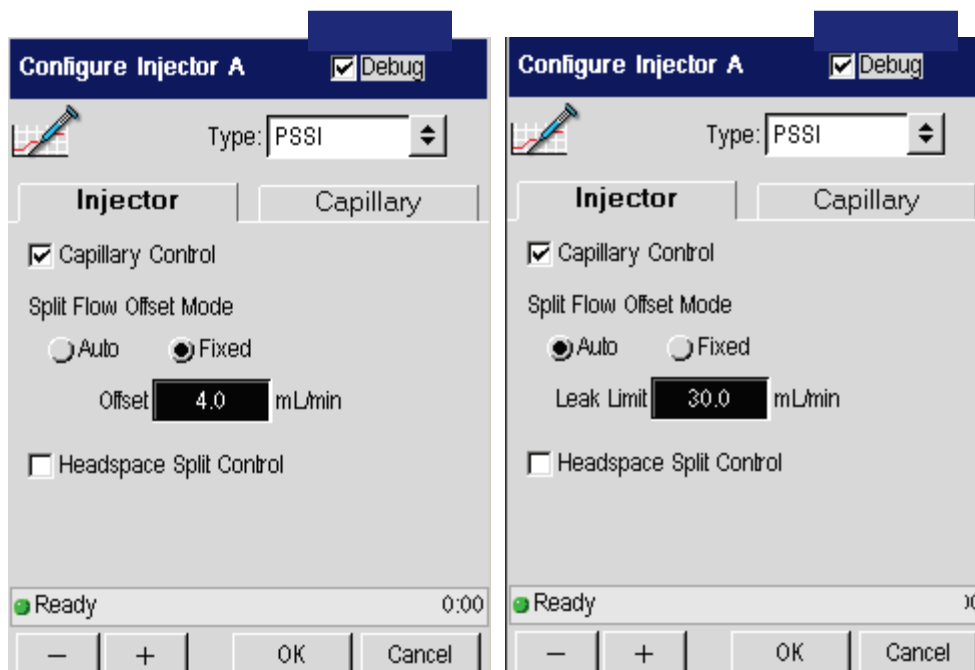 Configure Injector A Debug
Type: PSSI
Injector Capillary
Capillary Control
Split Flow Offset Mode
Auto Fixed
Offset 4.0 mL/min
Headspace Split Control
Ready 0:00
− + OK Cancel
Configure Injector A Debug
Type: PSSI
Injector Capillary
Capillary Control
Split Flow Offset Mode
Auto Fixed
Leak Limit 30.0 mL/min
Headspace Split Control
Ready
− + OK Cancel